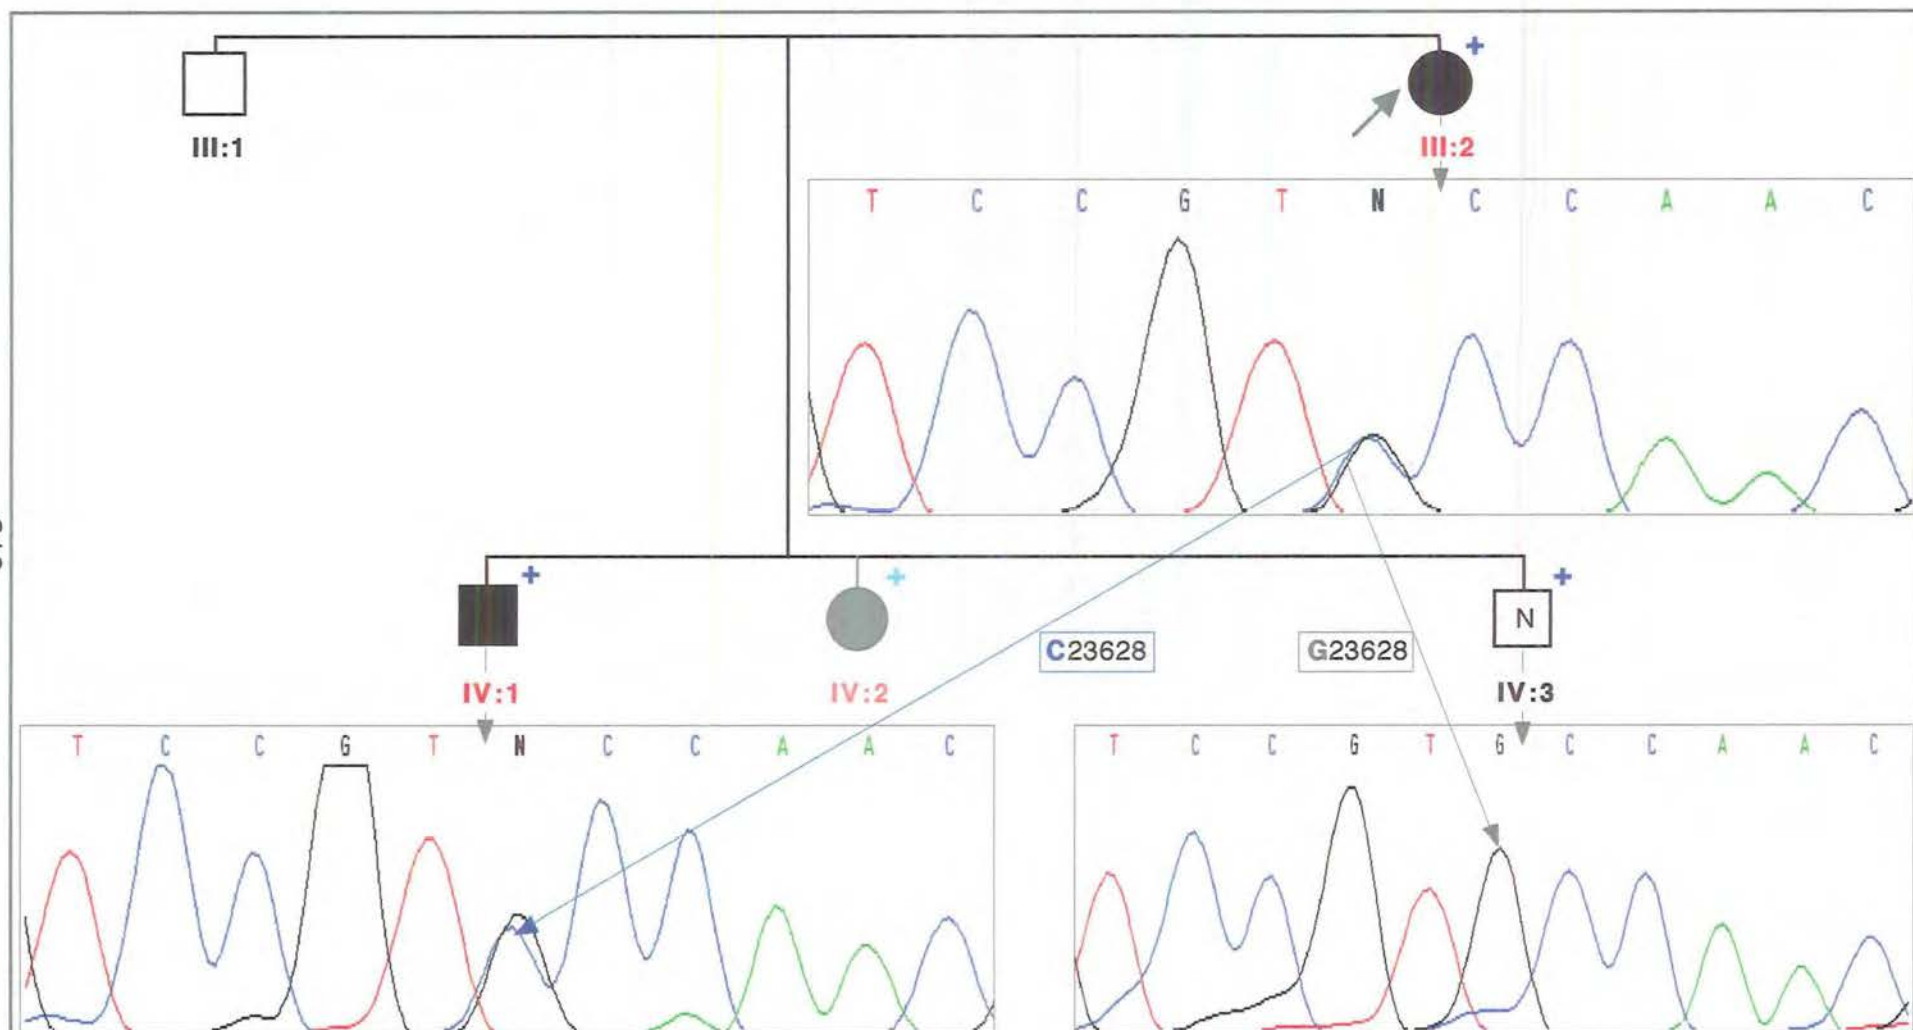 +
III:1
III:2
T C C G T N C C A A C
+ + +
N
C23628 G23628
IV:1 IV:2 IV:3
T C C G T N C C A A C
T C C G T G C C A A C